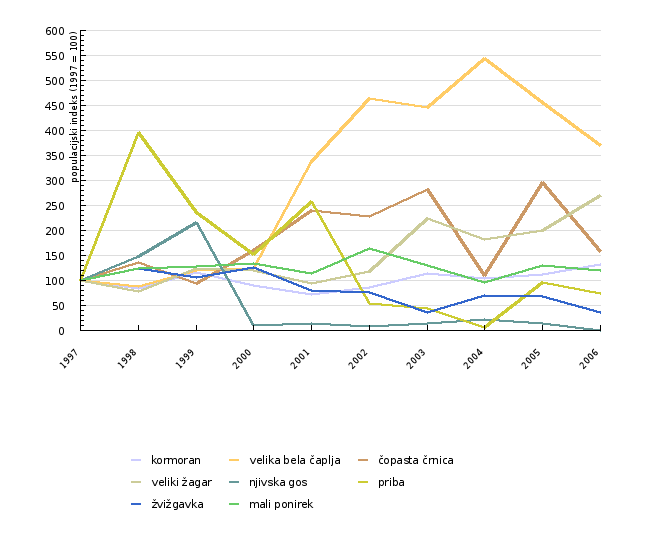 600
550
500
450
400
350
300
250
200
150
100
50
0
populacijski indeks (1997 = 100)
1997 1998 1999 2000 2001 2002 2003 2004 2005 2006
kormoran velika bela čaplja čopasta črnica
veliki žagar njivska gos priba
žvižgavka mali ponirek